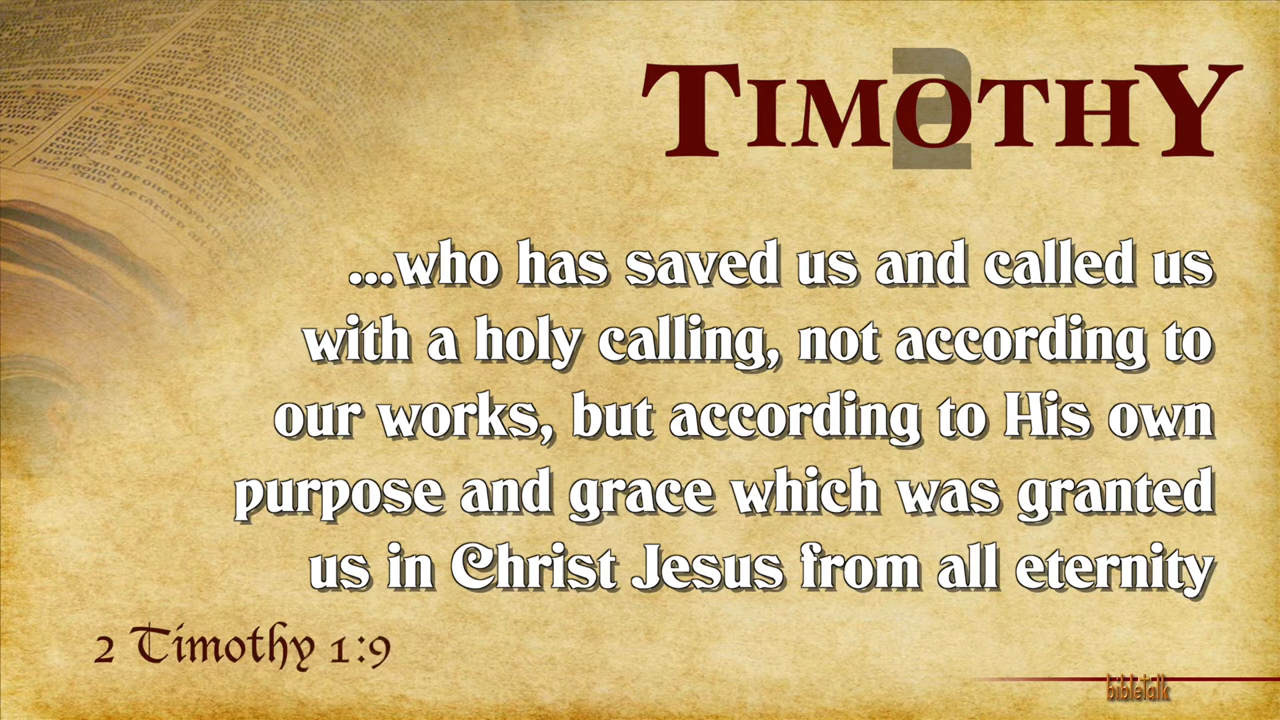 2
TIMOTHY
...who has saved us and called us
with a holy calling, not according to
our works, but according to His own
purpose and grace which was granted
us in Christ Jesus from all eternity
2 Timothy 1:9
bibletalk